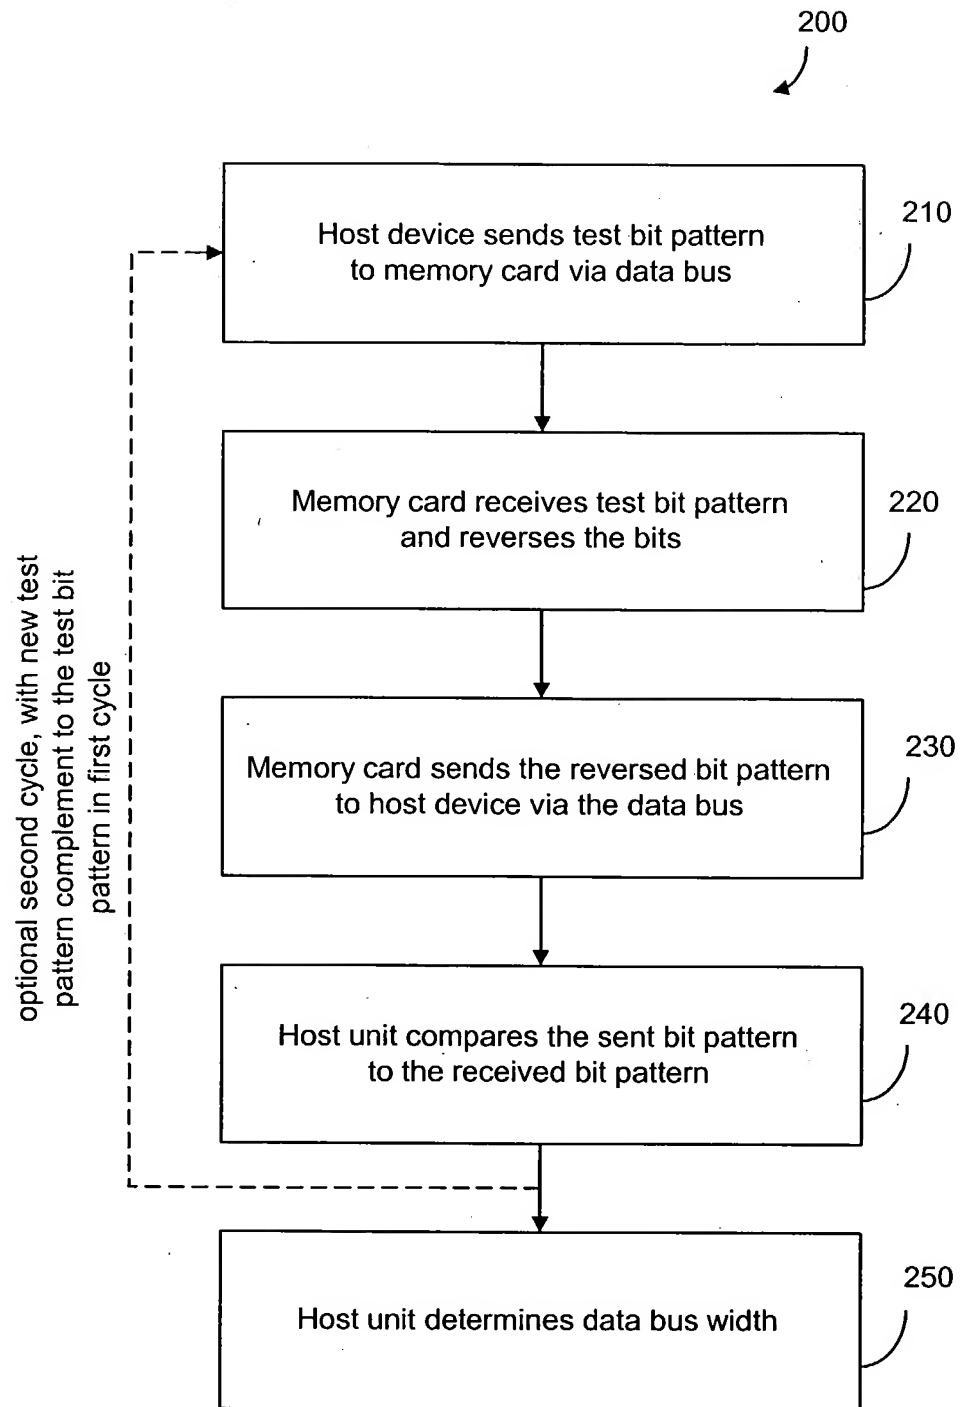 200
Host device sends test bit pattern
to memory card via data bus
210
Memory card receives test bit pattern
and reverses the bits
220
Memory card sends the reversed bit pattern
to host device via the data bus
230
Host unit compares the sent bit pattern
to the received bit pattern
240
Host unit determines data bus width
250
optional second cycle, with new test
pattern complement to the test bit
pattern in first cycle